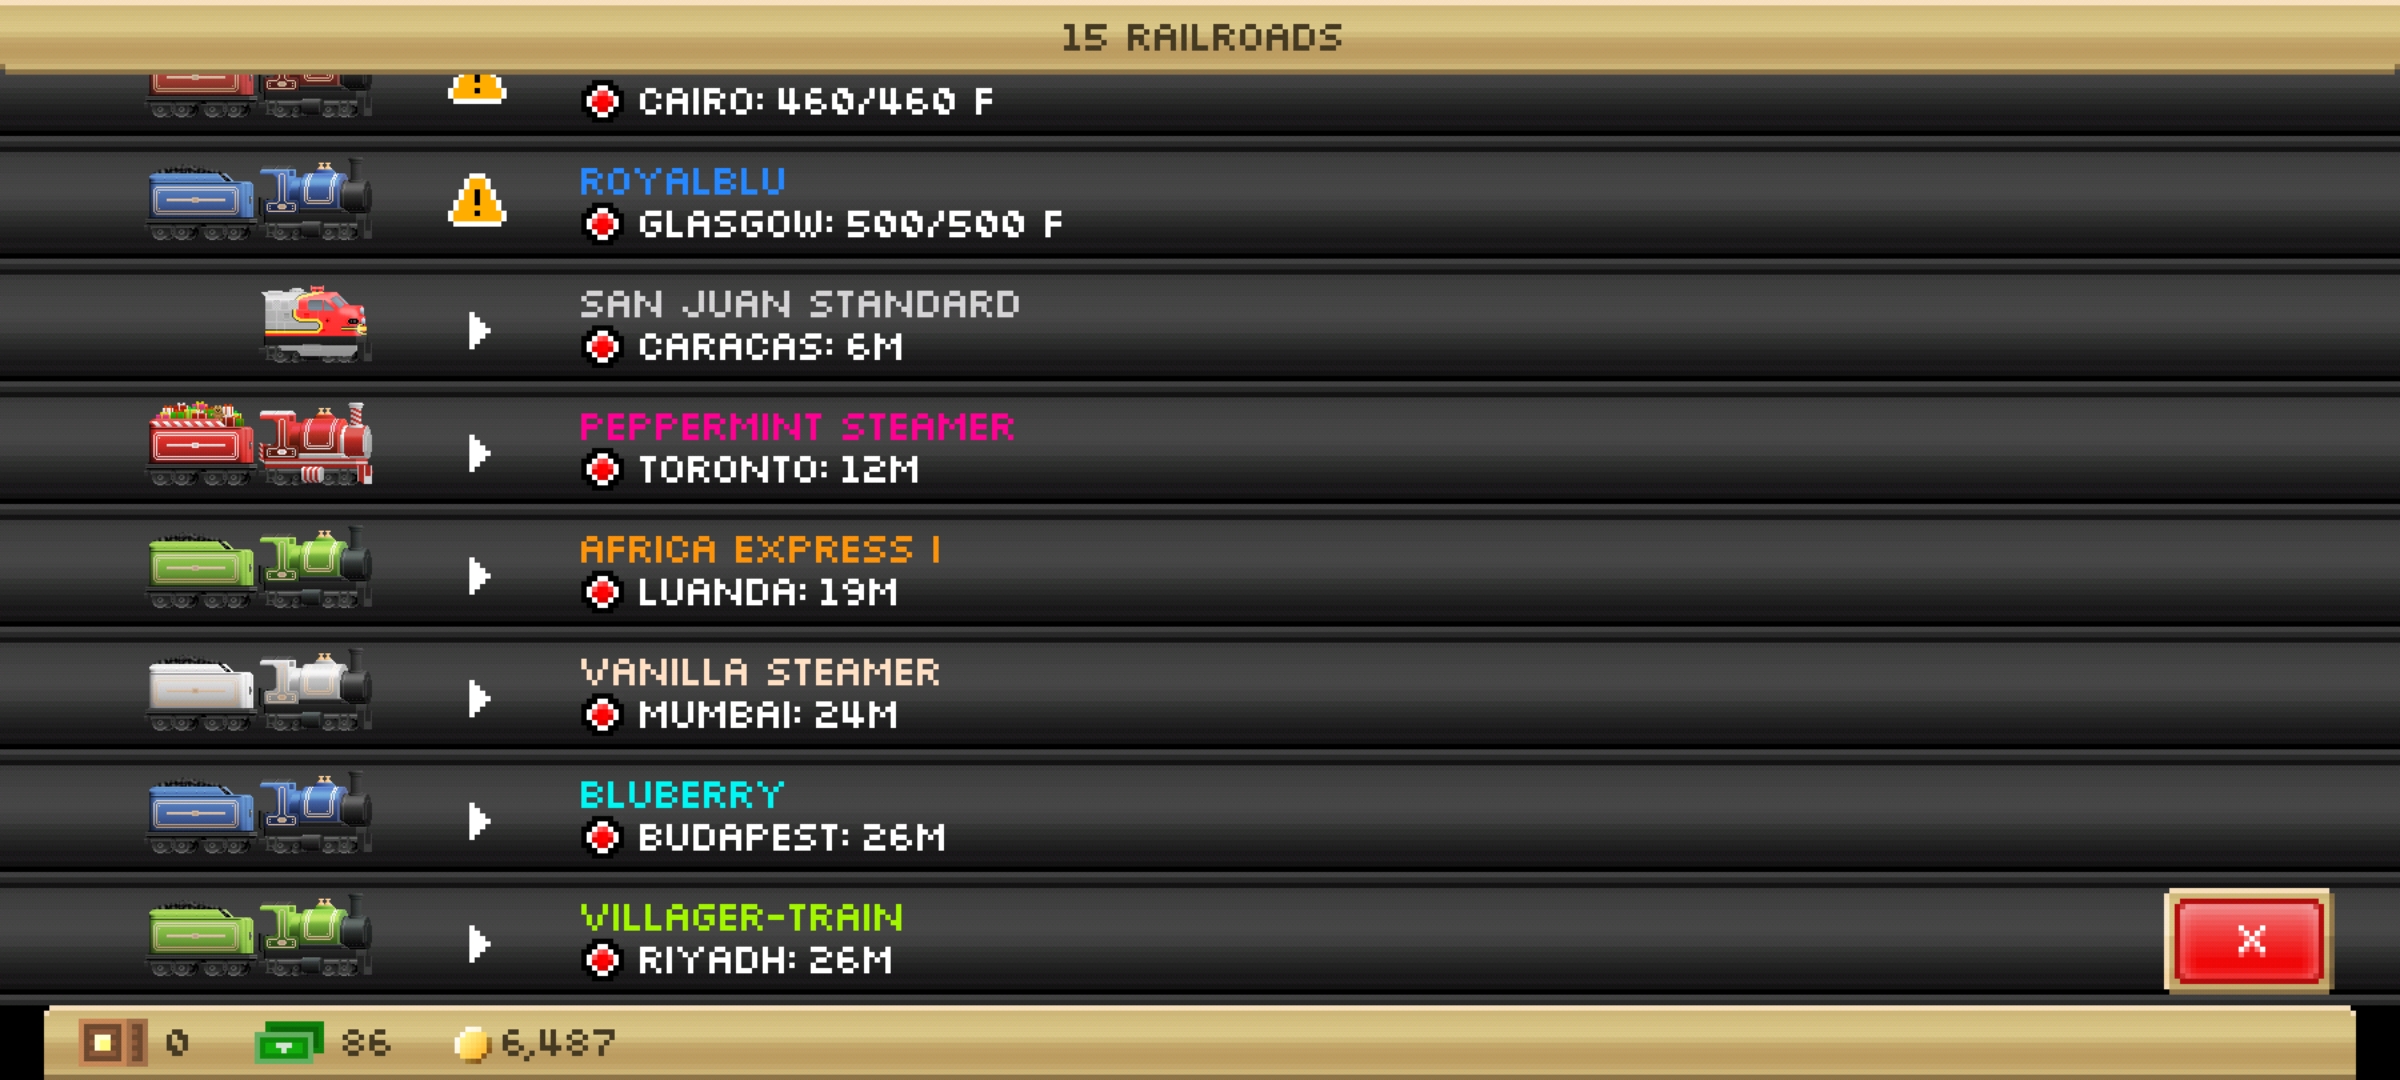 15 RAILROADS
CAIRO: 460/460 F
ROYALBLU
GLASGOW: 500/500 F
SAN JUAN STANDARD
CARACAS: 6M
PEPPERMINT STEAMER
TORONTO: 12M
AFRICA EXPRESS I
LUANDA: 19M
VANILLA STEAMER
MUMBAI: 24M
BLUBERRY
BUDAPEST: 26M
VILLAGER-TRAIN
RIYADH: 26M
X
0 86 6,487